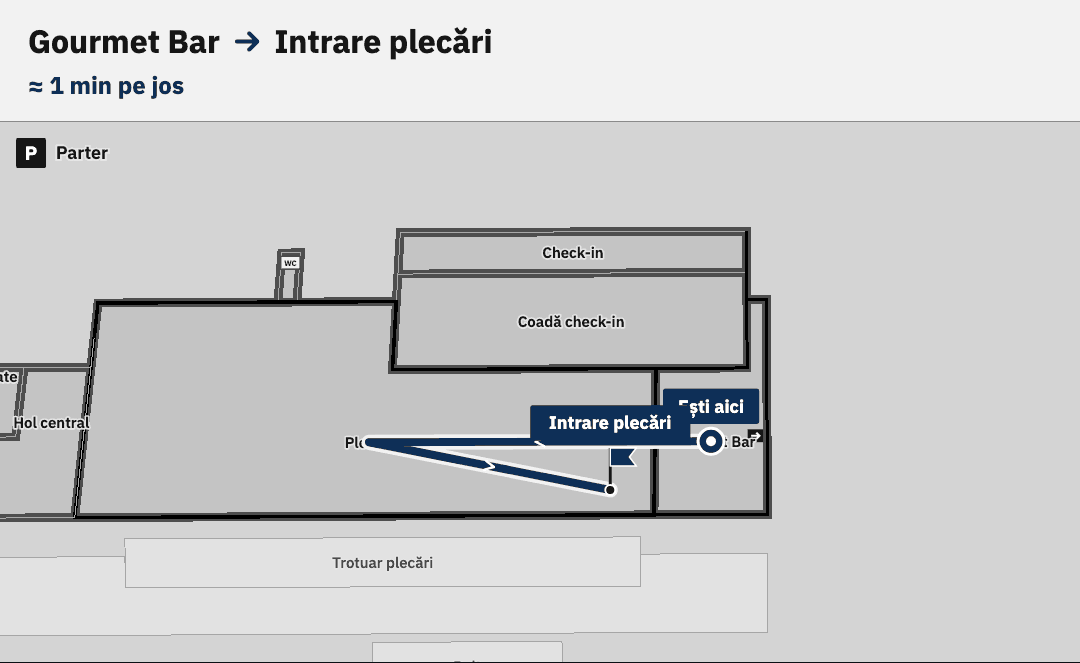 Gourmet Bar → Intrare plecări
≈ 1 min pe jos
P Parter
Check-in
WC
Coadă check-in
Hol central
Ești aici
Intrare plecări
Bar
Trotuar plecări